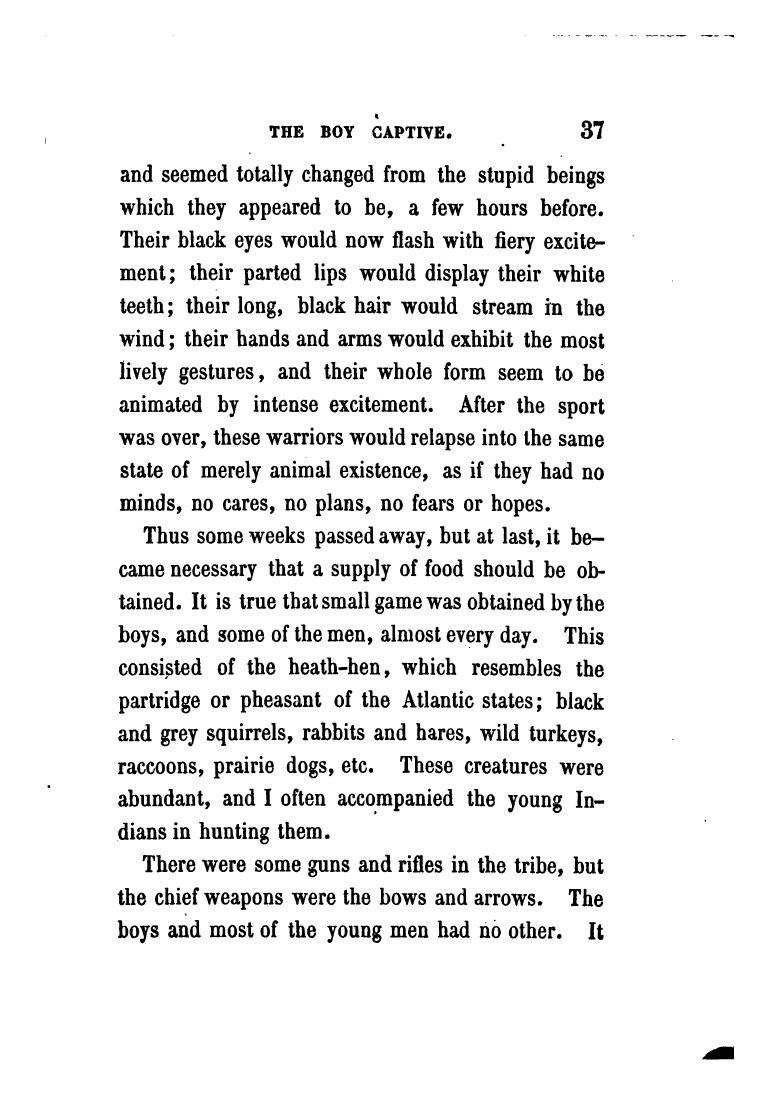 THE BOY CAPTIVE. 37
and seemed totally changed from the stupid beings
which they appeared to be, a few hours before.
Their black eyes would now flash with fiery excite-
ment; their parted lips would display their white
teeth; their long, black hair would stream in the
wind; their hands and arms would exhibit the most
lively gestures, and their whole form seem to be
animated by intense excitement. After the sport
was over, these warriors would relapse into the same
state of merely animal existence, as if they had no
minds, no cares, no plans, no fears or hopes.
Thus some weeks passed away, but at last, it be-
came necessary that a supply of food should be ob-
tained. It is true that small game was obtained by the
boys, and some of the men, almost every day. This
consisted of the heath-hen, which resembles the
partridge or pheasant of the Atlantic states; black
and grey squirrels, rabbits and hares, wild turkeys,
raccoons, prairie dogs, etc. These creatures were
abundant, and I often accompanied the young In-
dians in hunting them.
There were some guns and rifles in the tribe, but
the chief weapons were the bows and arrows. The
boys and most of the young men had no other. It